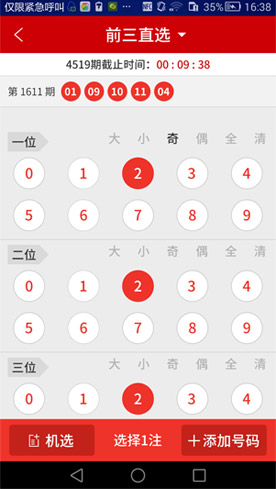 仅限紧急呼叫 35% 16:38
前三直选
4519期截止时间：00 : 09 : 38
第 1611 期 01 09 10 11 04
一位 大 小 奇 偶 全 清
0 1 2 3 4
5 6 7 8 9
二位 大 小 奇 偶 全 清
0 1 2 3 4
5 6 7 8 9
三位 大 小 奇 偶 全 清
0 1 2 3 4
机选 选择1注 +添加号码